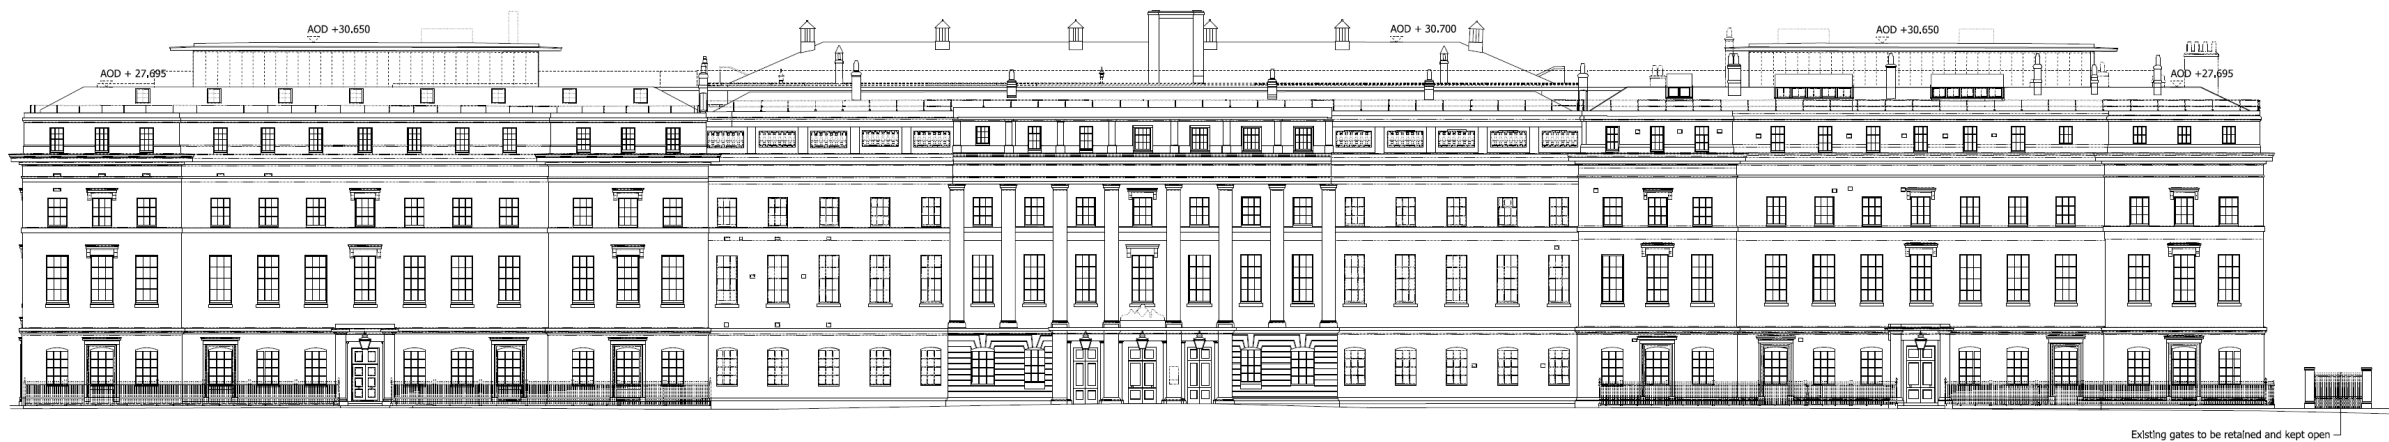 AOD +30.650
AOD + 30.700
AOD +30.650
AOD + 27.695
AOD +27.695
Existing gates to be retained and kept open